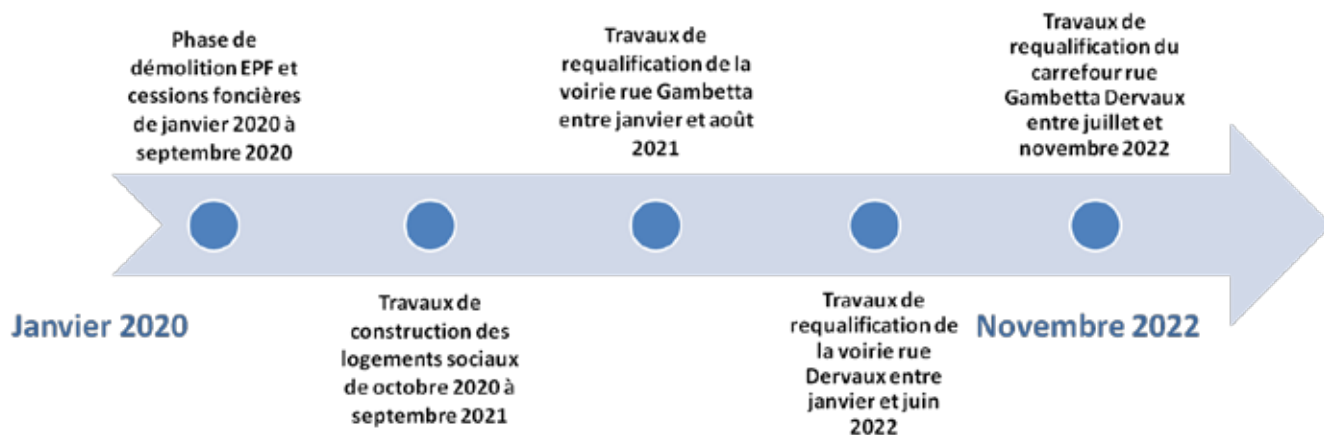 Phase de
démolition EPF et
cessions foncières
de janvier 2020 à
septembre 2020
Travaux de
requalification de la
voirie rue Gambetta
entre janvier et août
2021
Travaux de
requalification du
carrefour rue
Gambetta Dervaux
entre juillet et
novembre 2022
Janvier 2020
Travaux de
construction des
logements sociaux
de octobre 2020 à
septembre 2021
Travaux de
requalification de
la voirie rue
Dervaux entre
janvier et juin
2022
Novembre 2022